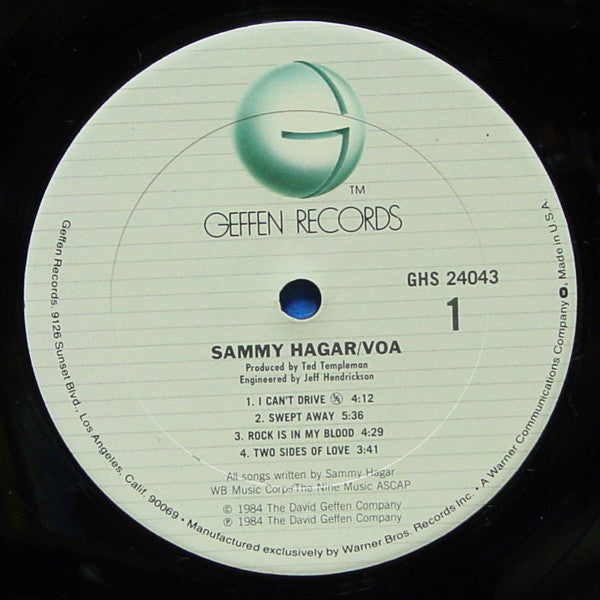 G
TM
GEFFEN RECORDS
GHS 24043
1
SAMMY HAGAR/VOA
Produced by Ted Templeman
Engineered by Jeff Hendrickson
1. I CAN'T DRIVE 55 4:12
2. SWEPT AWAY 5:36
3. ROCK IS IN MY BLOOD 4:29
4. TWO SIDES OF LOVE 3:41
All songs written by Sammy Hagar
WB Music Corp./The Nine Music ASCAP
© 1984 The David Geffen Company
℗ 1984 The David Geffen Company
Geffen Records, 9126 Sunset Blvd., Los Angeles, Calif. 90069 • Manufactured exclusively by Warner Bros. Records Inc. • A Warner Communications Company, Made in U.S.A.